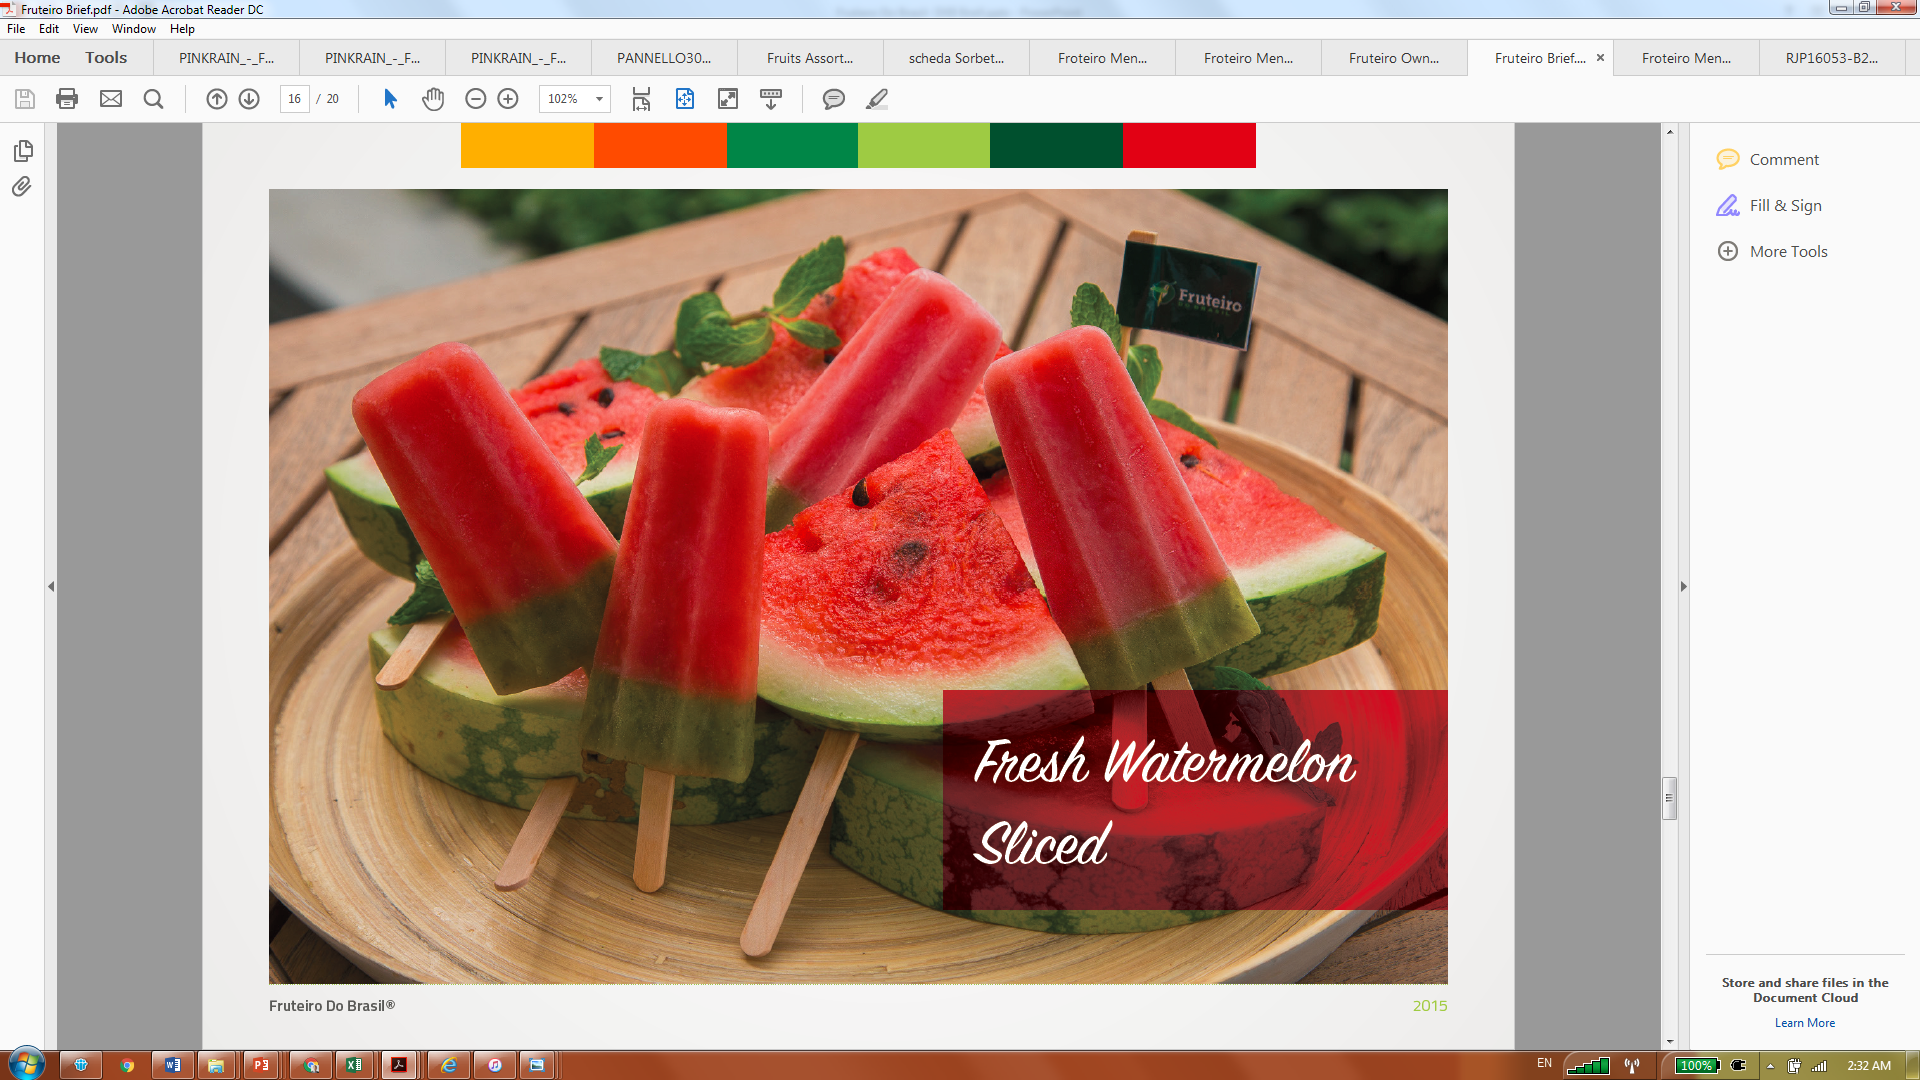 Fruteiro Brief.pdf - Adobe Acrobat Reader DC
File Edit View Window Help
Home Tools PINKRAIN_-_F... PINKRAIN_-_F... PINKRAIN_-_F... PANNELLO30... Fruits Assort... scheda Sorbet... Froteiro Men... Froteiro Men... Fruteiro Own... Fruteiro Brief.... Froteiro Men... RJP16053-B2...
16 / 20 102%
Comment
Fill & Sign
More Tools
Fruteiro
DO BRASIL
Fresh Watermelon
Sliced
Fruteiro Do Brasil® 2015
Store and share files in the
Document Cloud
Learn More
EN 100% 2:32 AM